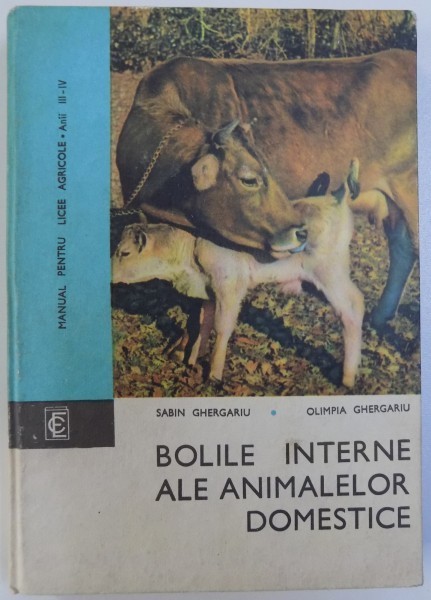 MANUAL PENTRU LICEE AGRICOLE • Anii III-IV
SABIN GHERGARIU • OLIMPIA GHERGARIU
BOLILE INTERNE
ALE ANIMALELOR
DOMESTICE